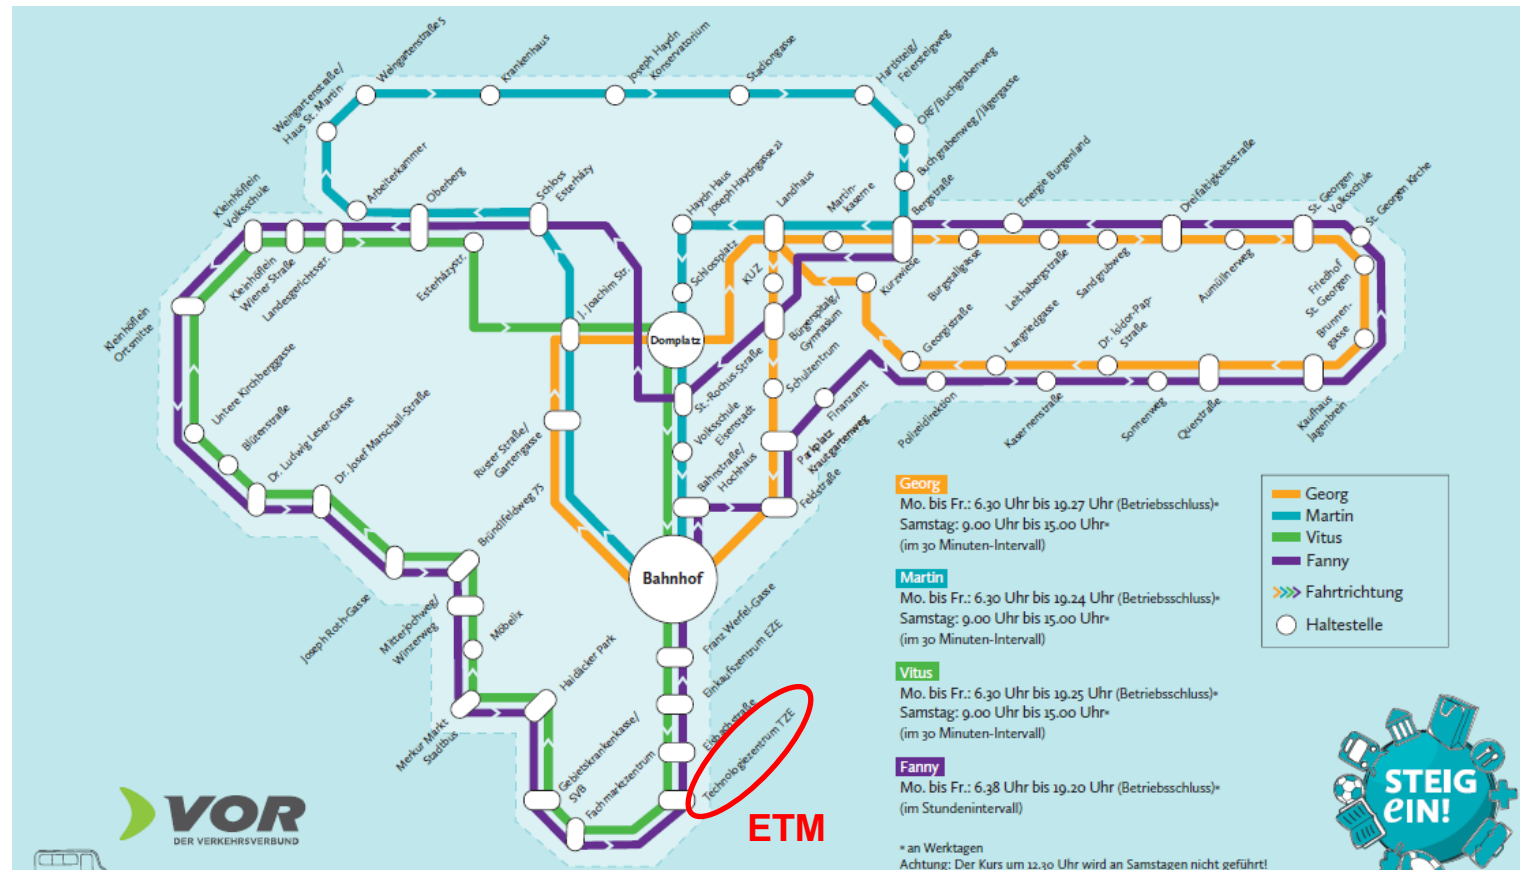 Weingartenstraße 5
Krankenhaus
Joseph Haydn
Konservatorium
Stadiongasse
Hartlsteig/
Feiersteigweg
ORF/Buchgrabenweg
Buchgrabenweg/Jägergasse
Weingartenstraße/
Haus St. Martin
Arbeiterkammer
Oberberg
Schloss
Esterházy
Haydn Haus
Joseph Haydngasse 21
Landhaus
Martin-
kaserne
Bergstraße
Energie Burgenland
Dreifaltigkeitsstraße
St. Georgen
Volksschule
St. Georgen Kirche
Kleinhöflein
Volksschule
Kleinhöflein
Wiener Straße
Landesgerichtsstr.
Esterházystr.
J. Joachim Str.
Schlossplatz
KUZ
Kurzwiese
Burgstallgasse
Leithabergstraße
Sandgrubweg
Aumüllnerweg
Friedhof
St. Georgen
Brunnen-
gasse
Kleinhöflein
Ortsmitte
Domplatz
Bürgerspitalg./
Gymnasium
Georgistraße
Langriedgasse
Dr. Isidor-Pap-
Straße
Untere Kirchberggasse
Blütenstraße
Dr. Ludwig Leser-Gasse
Dr. Josef Marschall-Straße
Ruster Straße/
Gartengasse
St.-Rochus-Straße
Volksschule
Eisenstadt
Schulzentrum
Finanzamt
Polizeidirektion
Kasernenstraße
Sonnenweg
Querstraße
Kaufhaus
Jagenbrein
Bahnstraße/
Hochhaus
Parkplatz
Krautgartenweg
Feldstraße
Bründlfeldweg 75
Bahnhof
Joseph Roth-Gasse
Mitterjochweg/
Winzerweg
Möbelix
Haidäcker Park
Franz Werfel-Gasse
Einkaufszentrum EZE
Elsbachstraße
Technologiezentrum TZE
Merkur Markt
Stadtbus
Gebietskrankenkasse/
SVB
Fachmarktzentrum
ETM
Georg
Mo. bis Fr.: 6.30 Uhr bis 19.27 Uhr (Betriebsschluss)*
Samstag: 9.00 Uhr bis 15.00 Uhr*
(im 30 Minuten-Intervall)
Martin
Mo. bis Fr.: 6.30 Uhr bis 19.24 Uhr (Betriebsschluss)*
Samstag: 9.00 Uhr bis 15.00 Uhr*
(im 30 Minuten-Intervall)
Vitus
Mo. bis Fr.: 6.30 Uhr bis 19.25 Uhr (Betriebsschluss)*
Samstag: 9.00 Uhr bis 15.00 Uhr*
(im 30 Minuten-Intervall)
Fanny
Mo. bis Fr.: 6.38 Uhr bis 19.20 Uhr (Betriebsschluss)*
(im Stundenintervall)
* an Werktagen
Achtung: Der Kurs um 12.30 Uhr wird an Samstagen nicht geführt!
Georg
Martin
Vitus
Fanny
Fahrtrichtung
Haltestelle
VOR
DER VERKEHRSVERBUND
STEIG
eIN!